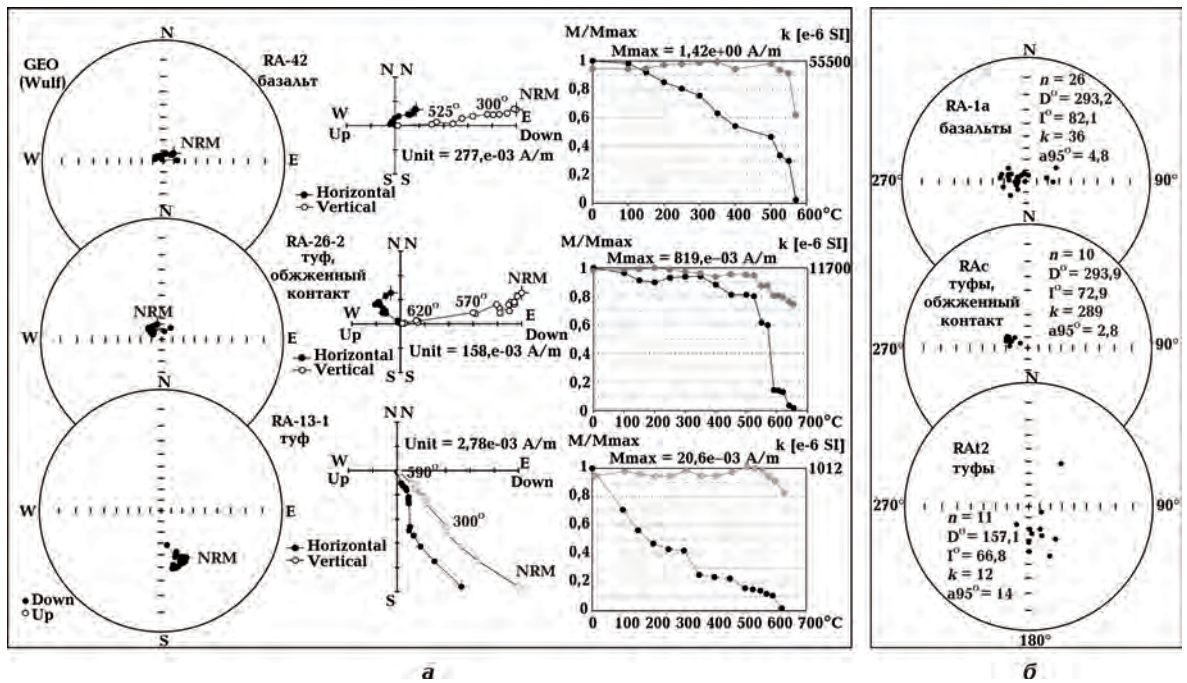 GEO
(Wulf)
N
RA-42
базальт
NRM
W
E
N N
W
Up
525°
300°
NRM
E
Down
Unit = 277,e-03 A/m
S S
Horizontal
Vertical
M/Mmax
k [e-6 SI]
Mmax = 1,42e+00 A/m
55500
1
0,8
0,6
0,4
0,2
0
0 100 200 300 400 500 600°C
N
RA-26-2
туф,
обжженный
контакт
NRM
W
E
N N
W
Up
620°
570°
NRM
E
Down
Unit = 158,e-03 A/m
S S
Horizontal
Vertical
M/Mmax
k [e-6 SI]
Mmax = 819,e-03 A/m
11700
1
0,8
0,6
0,4
0,2
0
0 100 200 300 400 500 600 700°C
N
RA-13-1
туф
W
E
NRM
Down
Up
S
N N
Unit = 2,78e-03 A/m
W
Up
590°
E
Down
300°
Horizontal
Vertical
NRM
S
M/Mmax
k [e-6 SI]
Mmax = 20,6e-03 A/m
1012
1
0,8
0,6
0,4
0,2
0
0 100 200 300 400 500 600 700°C
а
N
RA-1a
базальты
n = 26
D° = 293,2
I° = 82,1
k = 36
a95° = 4,8
270°
90°
N
RAc
туфы,
обжженный
контакт
n = 10
D° = 293,9
I° = 72,9
k = 289
a95° = 2,8
270°
90°
N
RAt2
туфы
270°
90°
n = 11
D° = 157,1
I° = 66,8
k = 12
a95° = 14
180°
б